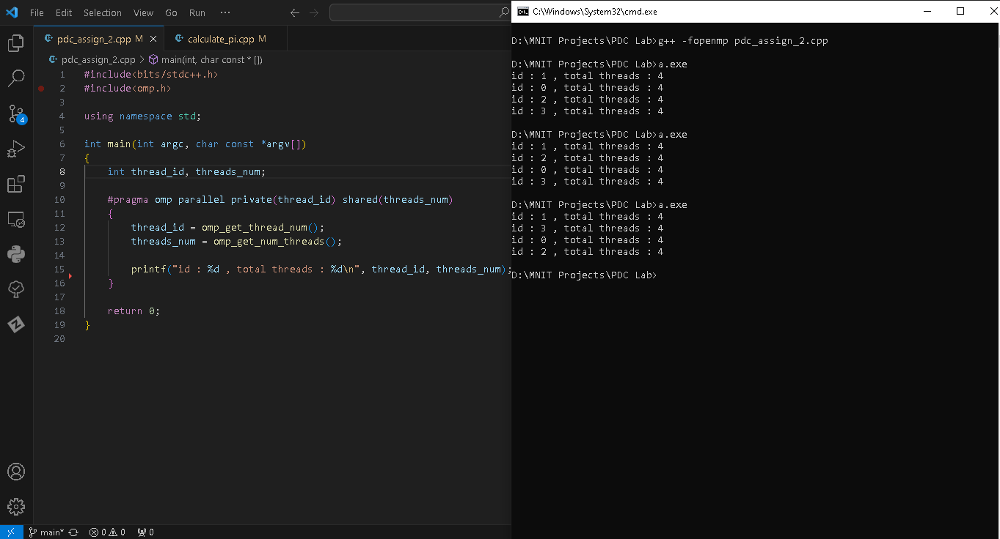 File Edit Selection View Go Run ···
pdc_assign_2.cpp M
calculate_pi.cpp M
pdc_assign_2.cpp > main(int, char const * [])
1 #include<bits/stdc++.h>
2 #include<omp.h>
3
4 using namespace std;
5
6 int main(int argc, char const *argv[])
7 {
8 int thread_id, threads_num;
9
10 #pragma omp parallel private(thread_id) shared(threads_num)
11 {
12 thread_id = omp_get_thread_num();
13 threads_num = omp_get_num_threads();
14
15 printf("id : %d , total threads : %d\n", thread_id, threads_num);
16 }
17
18 return 0;
19 }
20
4
main* 0 0 0
C:\Windows\System32\cmd.exe
D:\MNIT Projects\PDC Lab>g++ -fopenmp pdc_assign_2.cpp
D:\MNIT Projects\PDC Lab>a.exe
id : 1 , total threads : 4
id : 0 , total threads : 4
id : 2 , total threads : 4
id : 3 , total threads : 4
D:\MNIT Projects\PDC Lab>a.exe
id : 1 , total threads : 4
id : 2 , total threads : 4
id : 0 , total threads : 4
id : 3 , total threads : 4
D:\MNIT Projects\PDC Lab>a.exe
id : 1 , total threads : 4
id : 3 , total threads : 4
id : 0 , total threads : 4
id : 2 , total threads : 4
D:\MNIT Projects\PDC Lab>